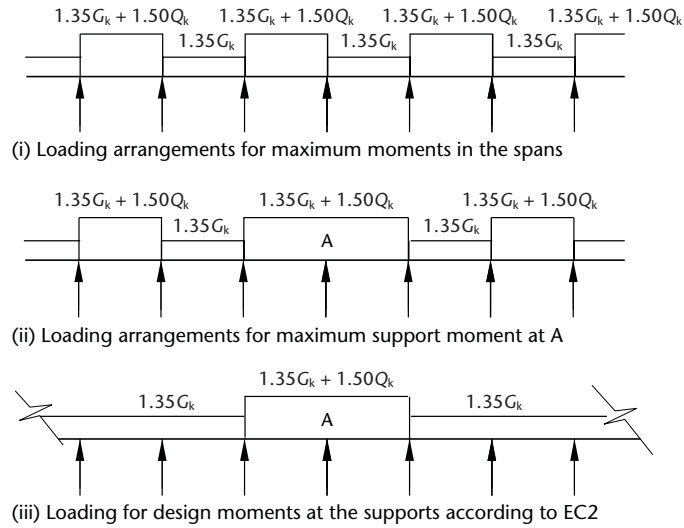 1.35Gk + 1.50Qk 1.35Gk + 1.50Qk 1.35Gk + 1.50Qk 1.35Gk + 1.50Qk
1.35Gk 1.35Gk 1.35Gk
(i) Loading arrangements for maximum moments in the spans
1.35Gk + 1.50Qk 1.35Gk + 1.50Qk 1.35Gk + 1.50Qk
1.35Gk 1.35Gk
A
(ii) Loading arrangements for maximum support moment at A
1.35Gk + 1.50Qk
1.35Gk 1.35Gk
A
(iii) Loading for design moments at the supports according to EC2